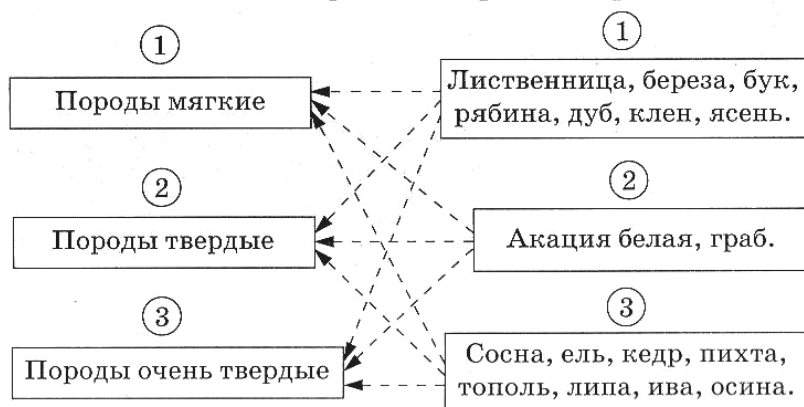 1
Породы мягкие
2
Породы твердые
3
Породы очень твердые
1
Лиственница, береза, бук,
рябина, дуб, клен, ясень.
2
Акация белая, граб.
3
Сосна, ель, кедр, пихта,
тополь, липа, ива, осина.